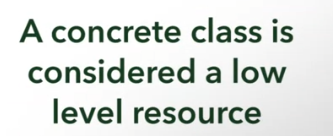 A concrete class is
considered a low
level resource